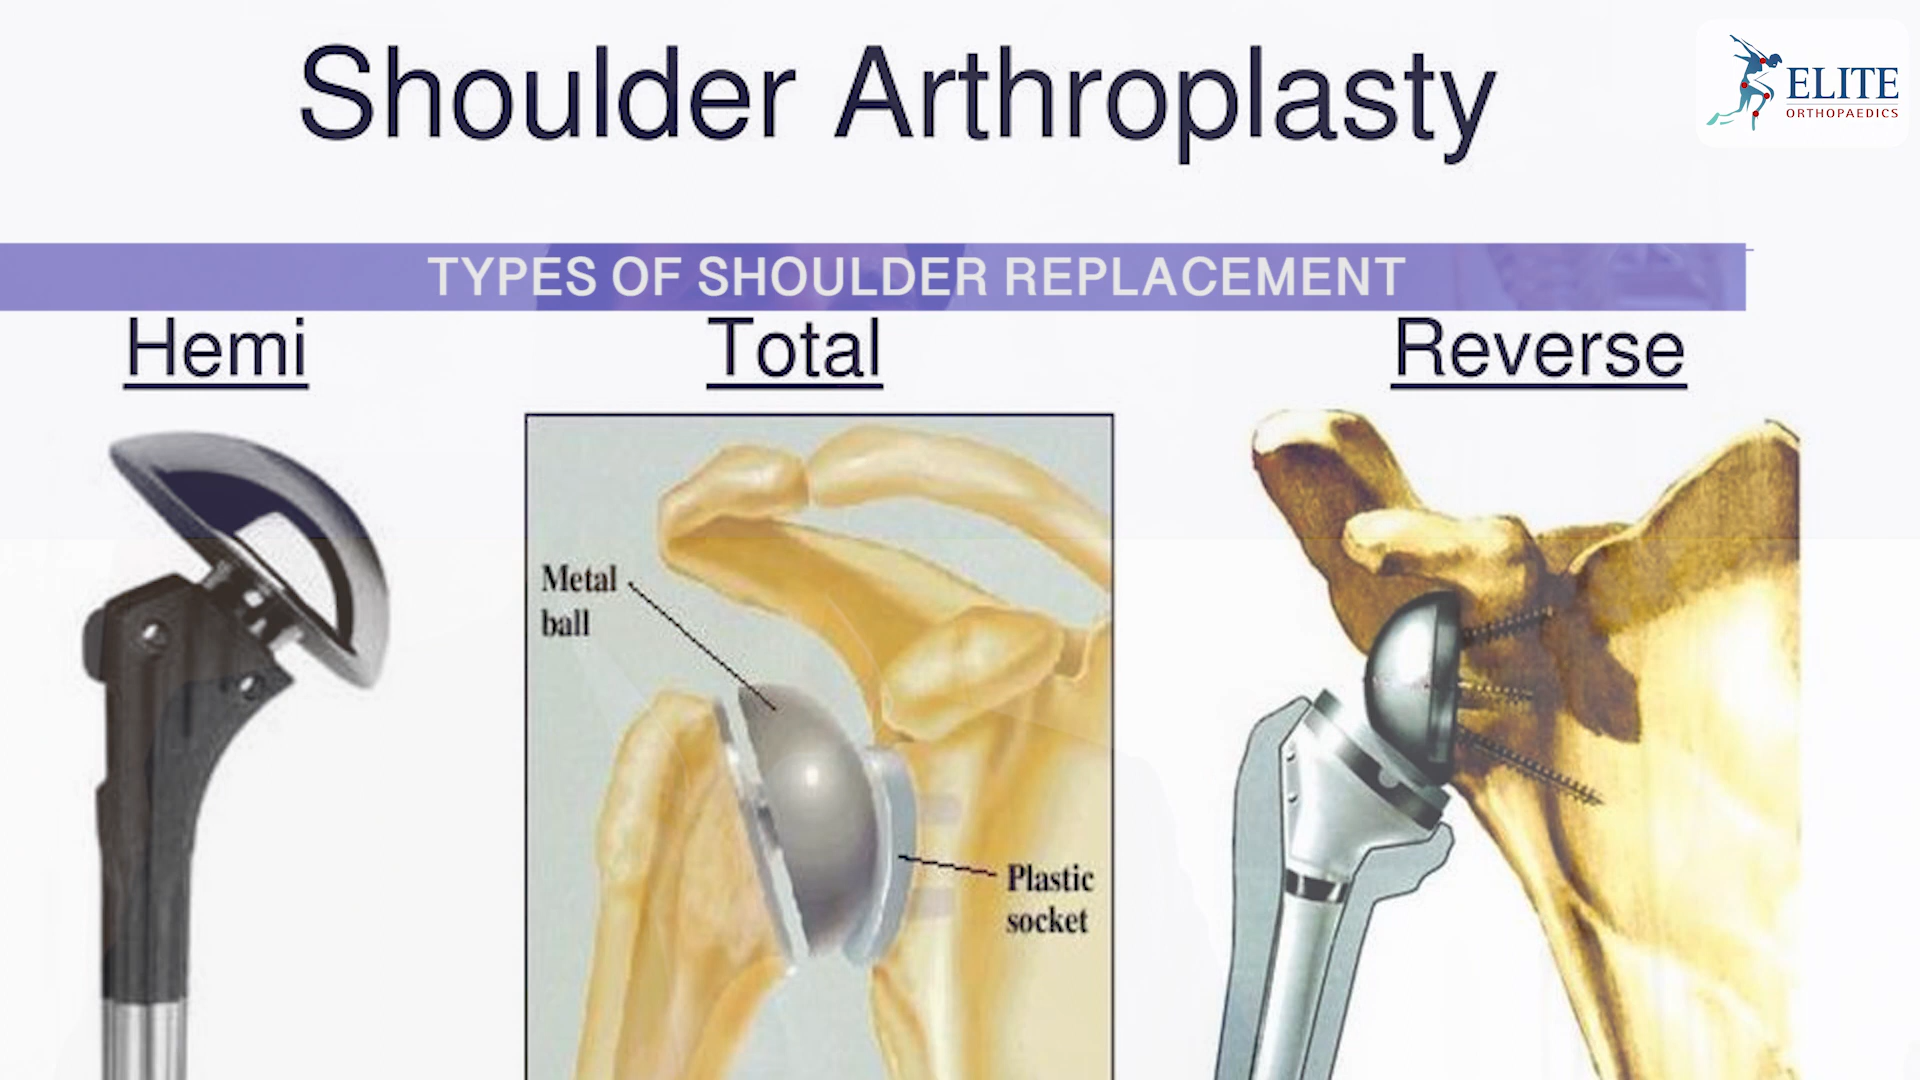 Shoulder Arthroplasty
ELITE
ORTHOPAEDICS
TYPES OF SHOULDER REPLACEMENT
Hemi
Total
Reverse
Metal
ball
Plastic
socket